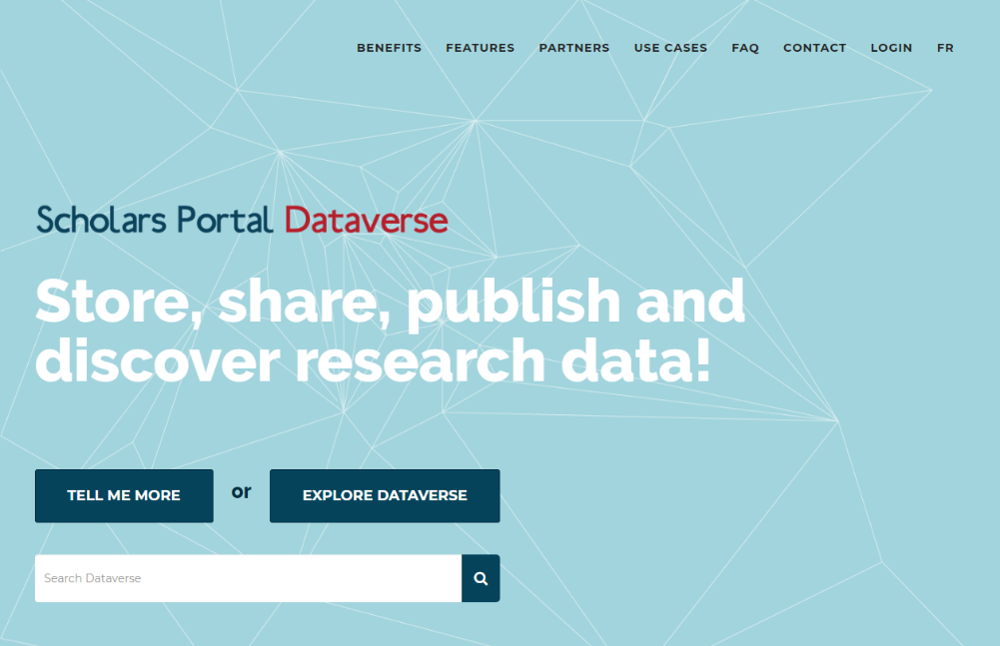 BENEFITS FEATURES PARTNERS USE CASES FAQ CONTACT LOGIN FR
Scholars Portal Dataverse
Store, share, publish and
discover research data!
TELL ME MORE or EXPLORE DATAVERSE
Search Dataverse